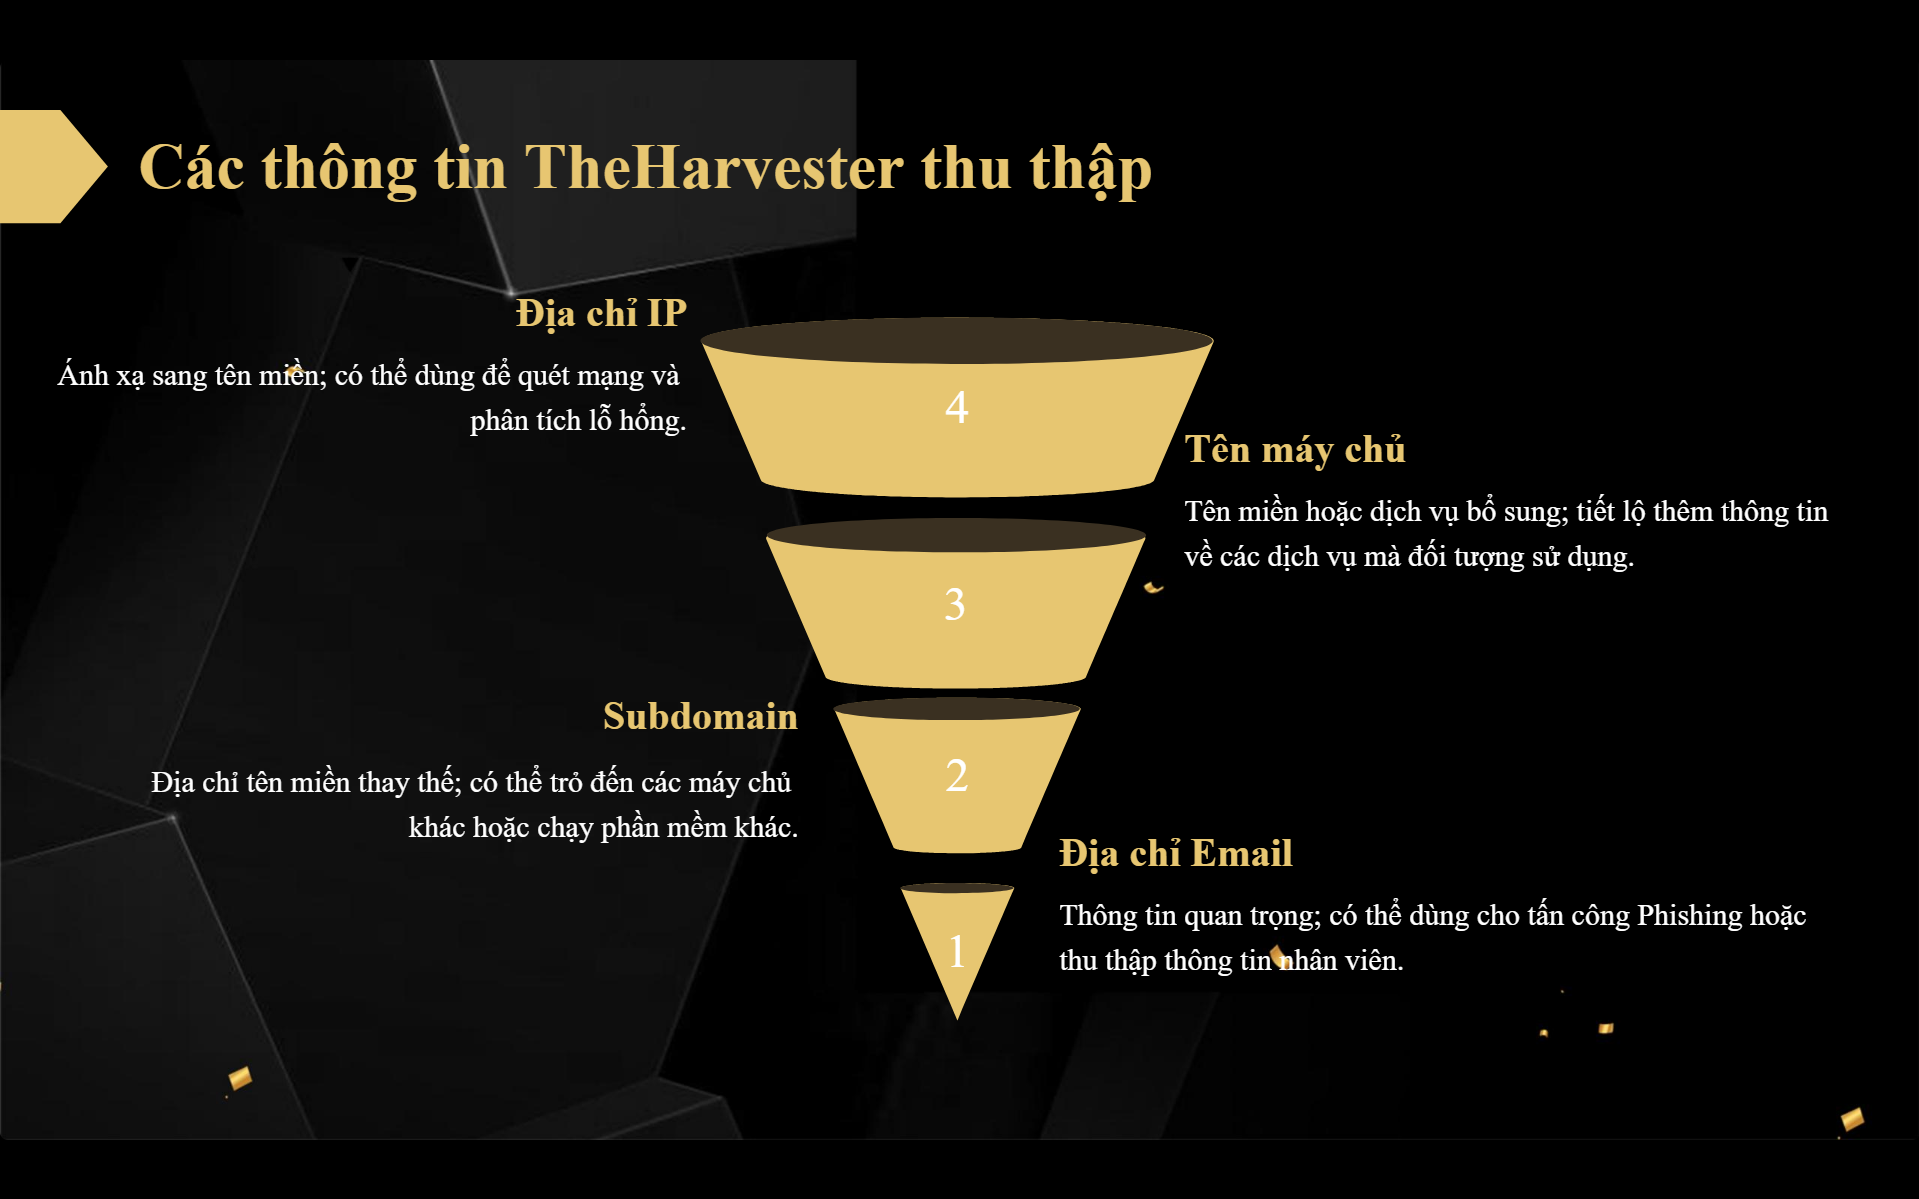 Các thông tin TheHarvester thu thập
Địa chỉ IP
Ánh xạ sang tên miền; có thể dùng để quét mạng và
phân tích lỗ hổng.
4
Tên máy chủ
Tên miền hoặc dịch vụ bổ sung; tiết lộ thêm thông tin
về các dịch vụ mà đối tượng sử dụng.
3
Subdomain
Địa chỉ tên miền thay thế; có thể trỏ đến các máy chủ
khác hoặc chạy phần mềm khác.
2
Địa chỉ Email
Thông tin quan trọng; có thể dùng cho tấn công Phishing hoặc
thu thập thông tin nhân viên.
1